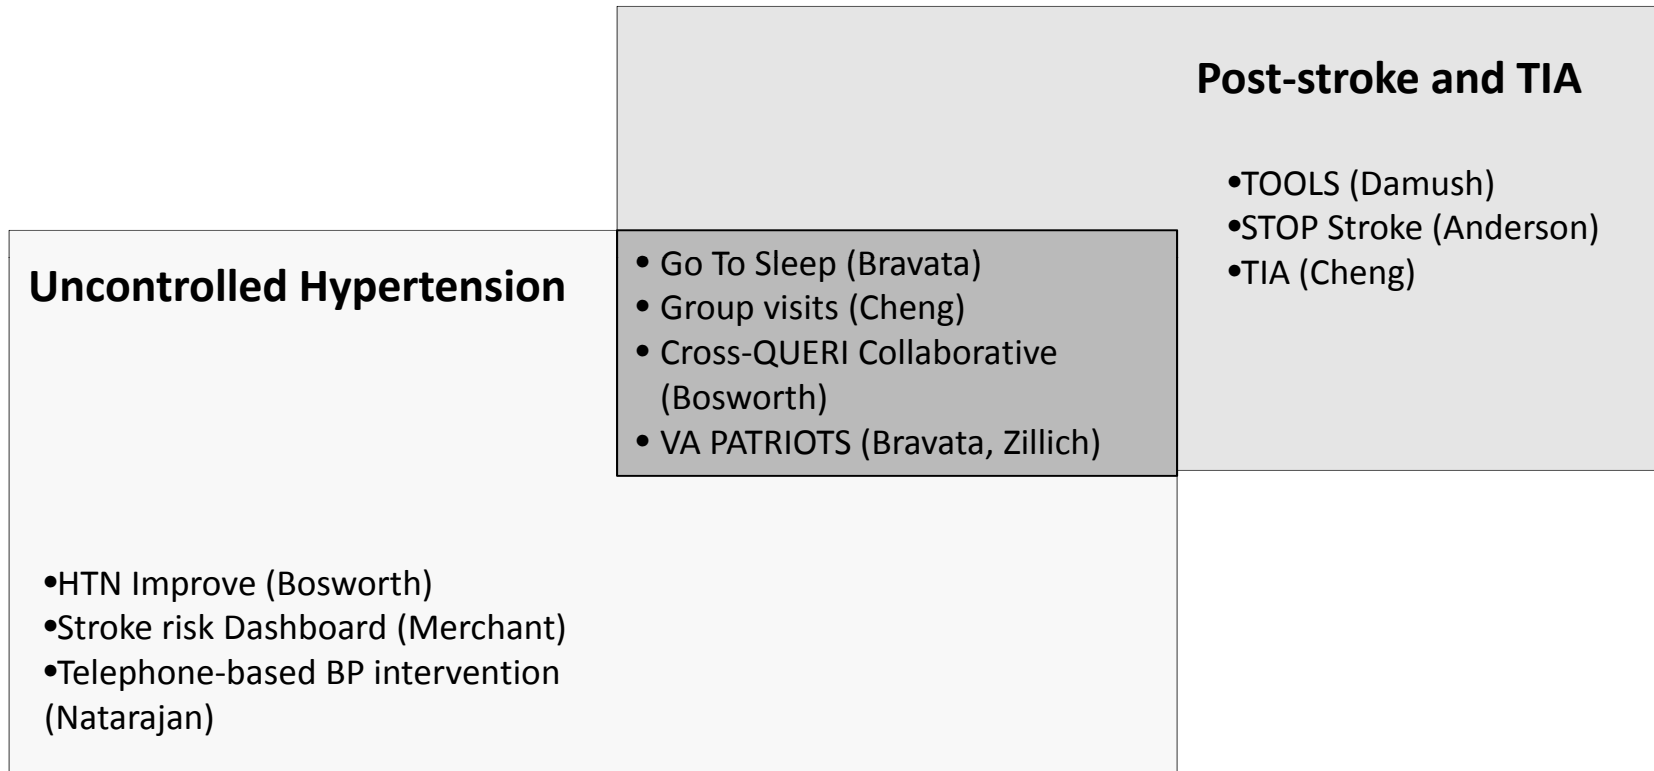 Post-stroke and TIA
•TOOLS (Damush)
•STOP Stroke (Anderson)
•TIA (Cheng)
Uncontrolled Hypertension
• Go To Sleep (Bravata)
• Group visits (Cheng)
• Cross-QUERI Collaborative
(Bosworth)
• VA PATRIOTS (Bravata, Zillich)
•HTN Improve (Bosworth)
•Stroke risk Dashboard (Merchant)
•Telephone-based BP intervention
(Natarajan)